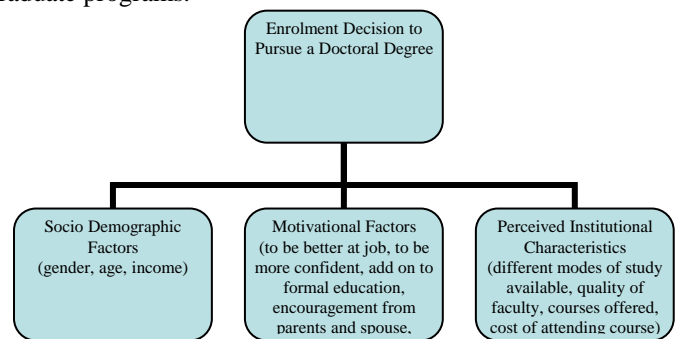 Enrolment Decision to
Pursue a Doctoral Degree
Socio Demographic
Factors
(gender, age, income)
Motivational Factors
(to be better at job, to be
more confident, add on to
formal education,
encouragement from
parents and spouse,
Perceived Institutional
Characteristics
(different modes of study
available, quality of
faculty, courses offered,
cost of attending course)